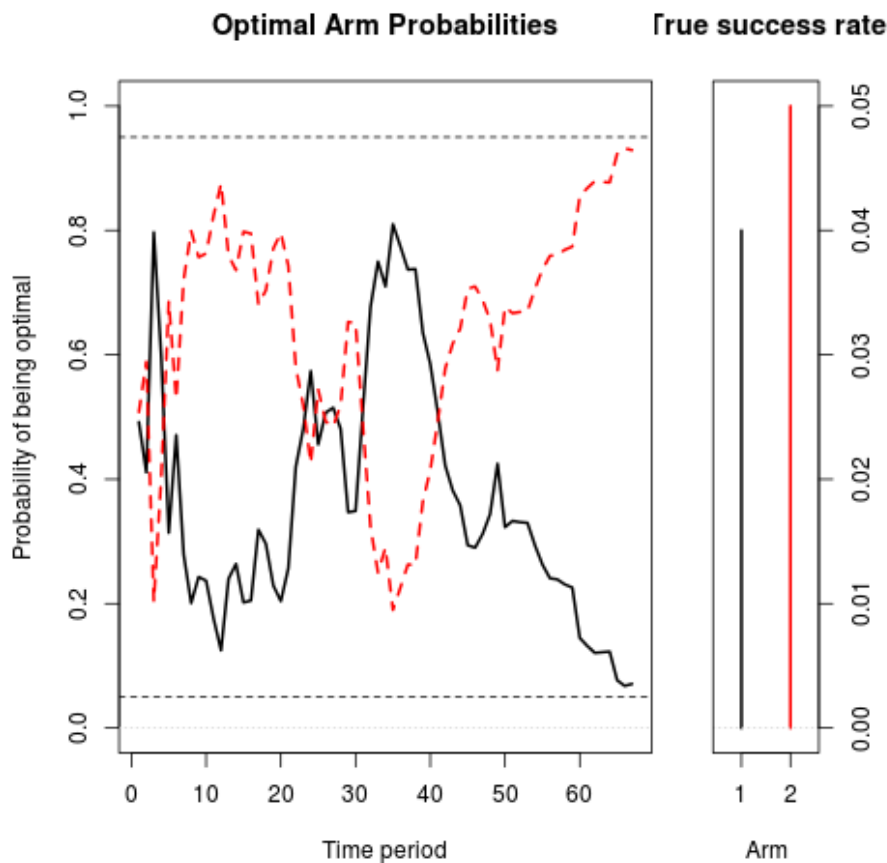 Optimal Arm Probabilities
True success rate
Probability of being optimal
1.0
0.8
0.6
0.4
0.2
0.0
0 10 20 30 40 50 60
Time period
0.05
0.04
0.03
0.02
0.01
0.00
1 2
Arm